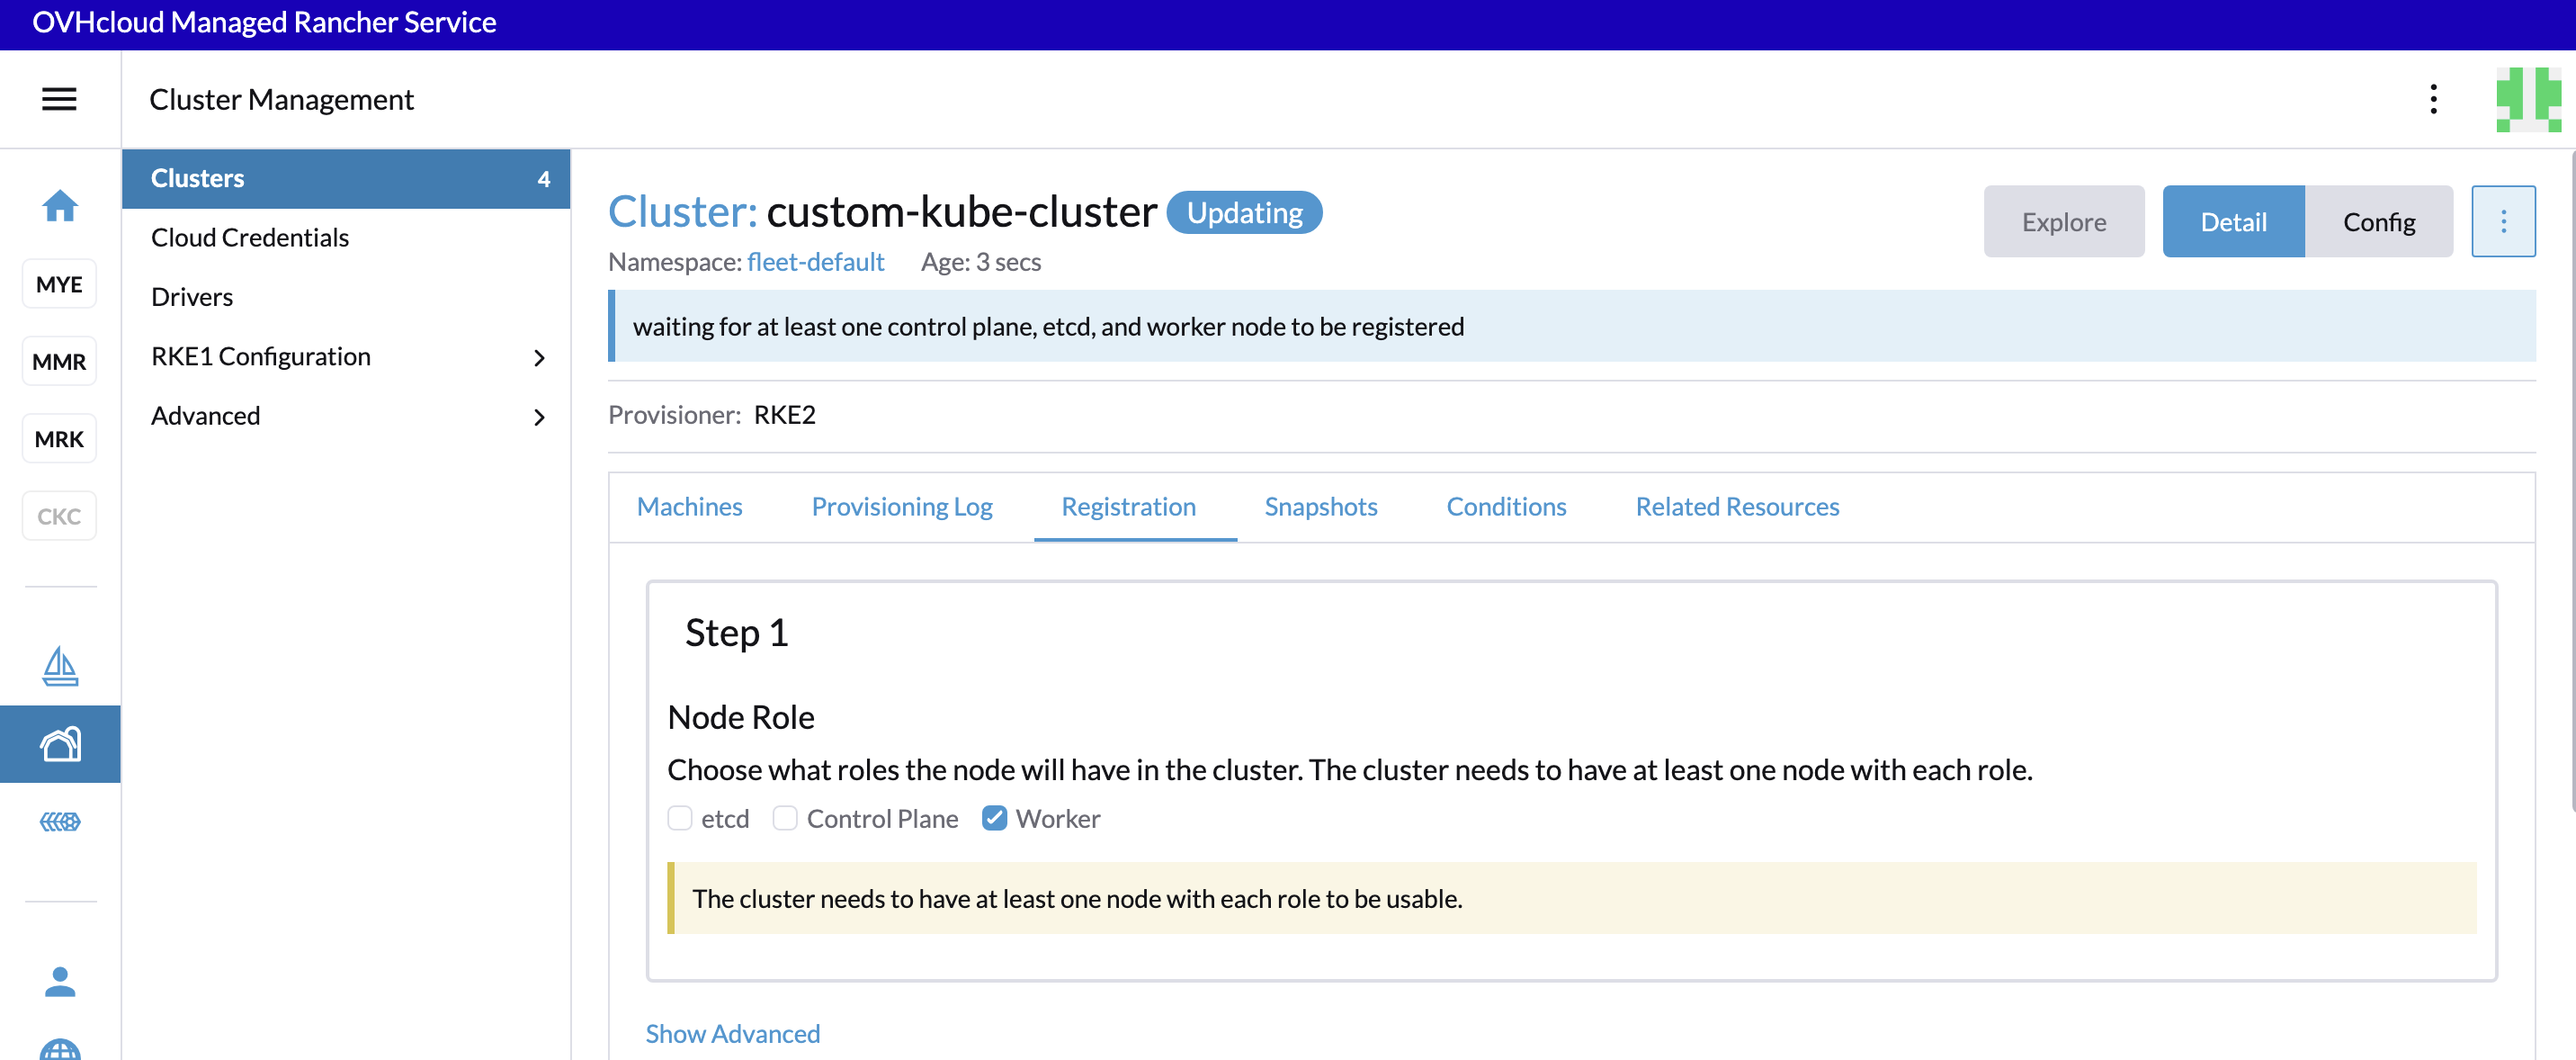 OVHcloud Managed Rancher Service
Cluster Management
MYE
MMR
MRK
CKC
Clusters 4
Cloud Credentials
Drivers
RKE1 Configuration
Advanced
Cluster: custom-kube-cluster Updating
Explore Detail Config
Namespace: fleet-default Age: 3 secs
waiting for at least one control plane, etcd, and worker node to be registered
Provisioner: RKE2
Machines Provisioning Log Registration Snapshots Conditions Related Resources
Step 1
Node Role
Choose what roles the node will have in the cluster. The cluster needs to have at least one node with each role.
etcd Control Plane Worker
The cluster needs to have at least one node with each role to be usable.
Show Advanced